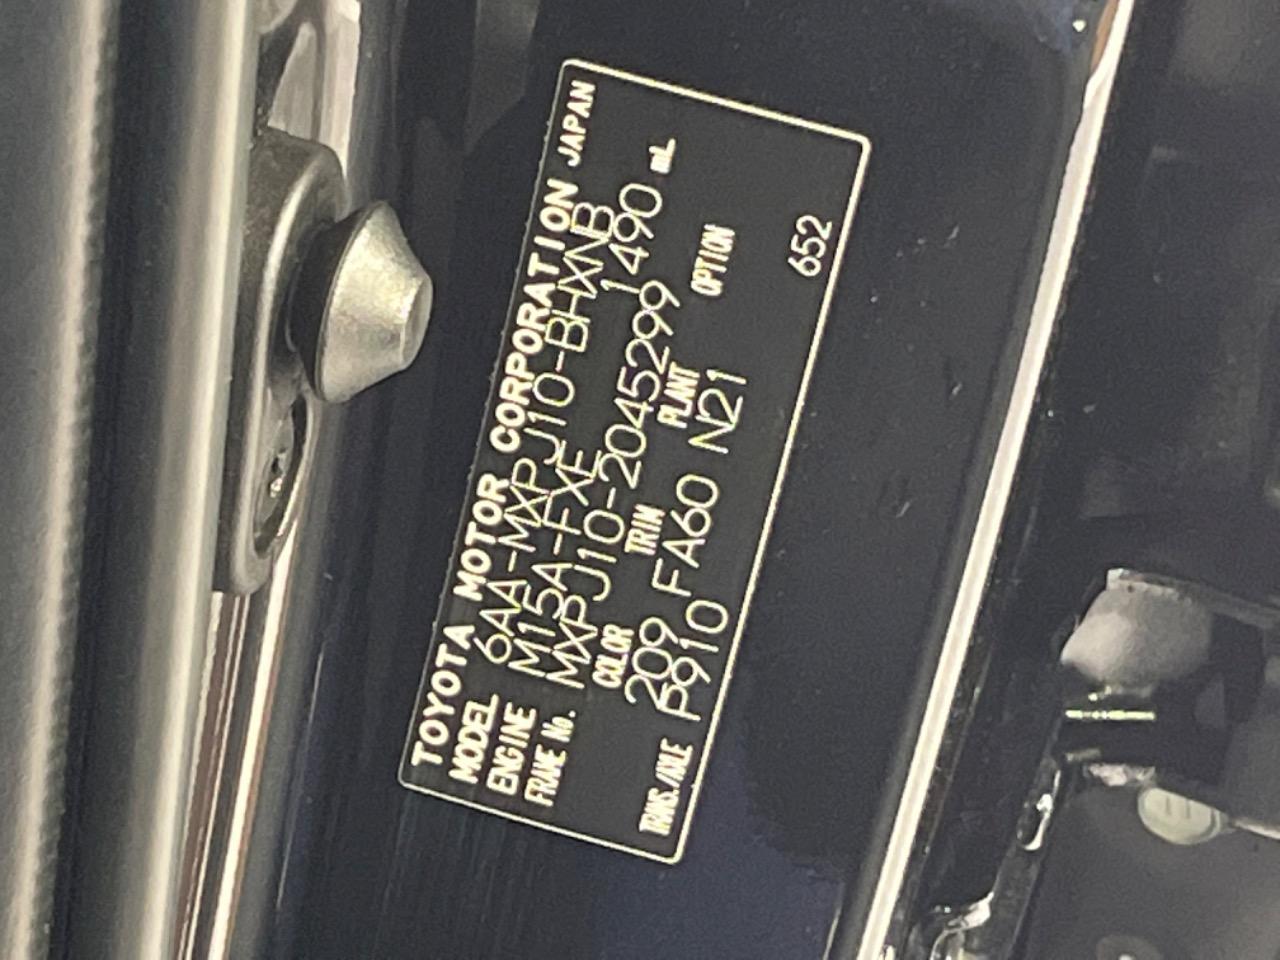 TOYOTA MOTOR CORPORATION JAPAN
MODEL 6AA-MXPJ10-BHXNB
ENGINE M15A-FXE 1490 mL
FRAME No. MXPJ10-2045299
COLOR TRIM PLANT OPTION
209 FA60 N21
TRANS./AXLE P910 652